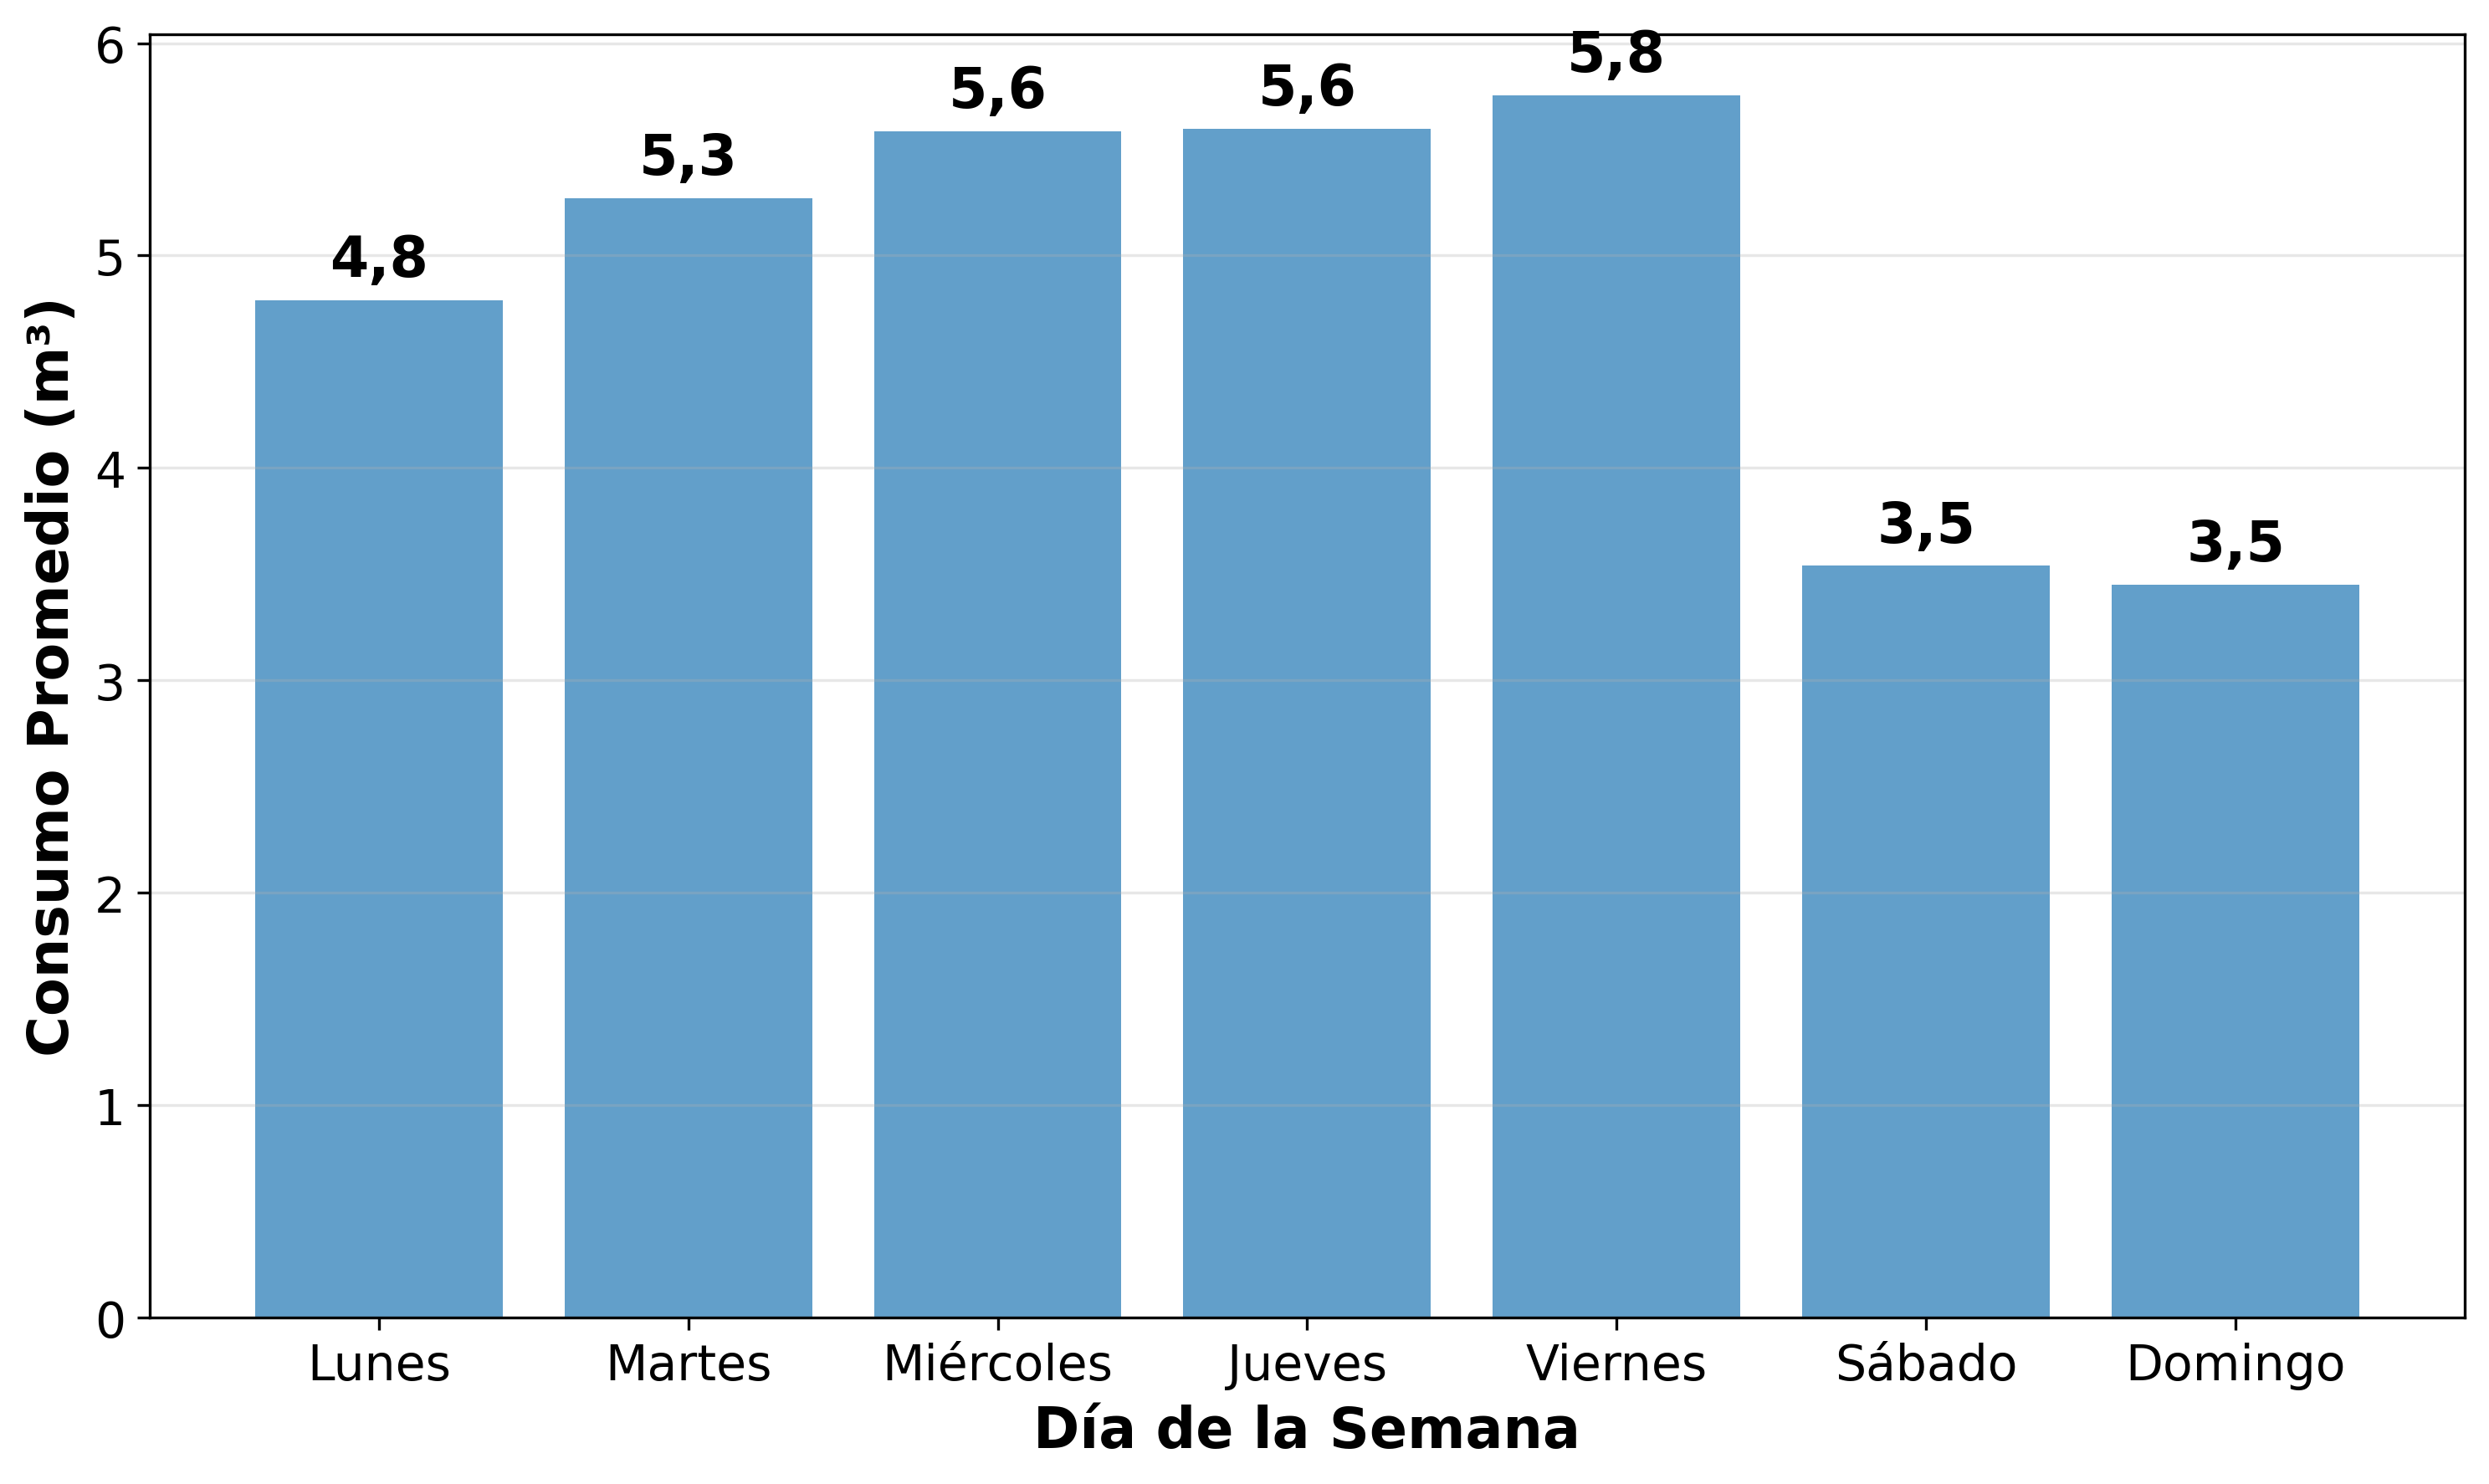 Consumo Promedio (m³)
6
5
4
3
2
1
0
4,8
5,3
5,6
5,6
5,8
3,5
3,5
Lunes
Martes
Miércoles
Jueves
Viernes
Sábado
Domingo
Día de la Semana